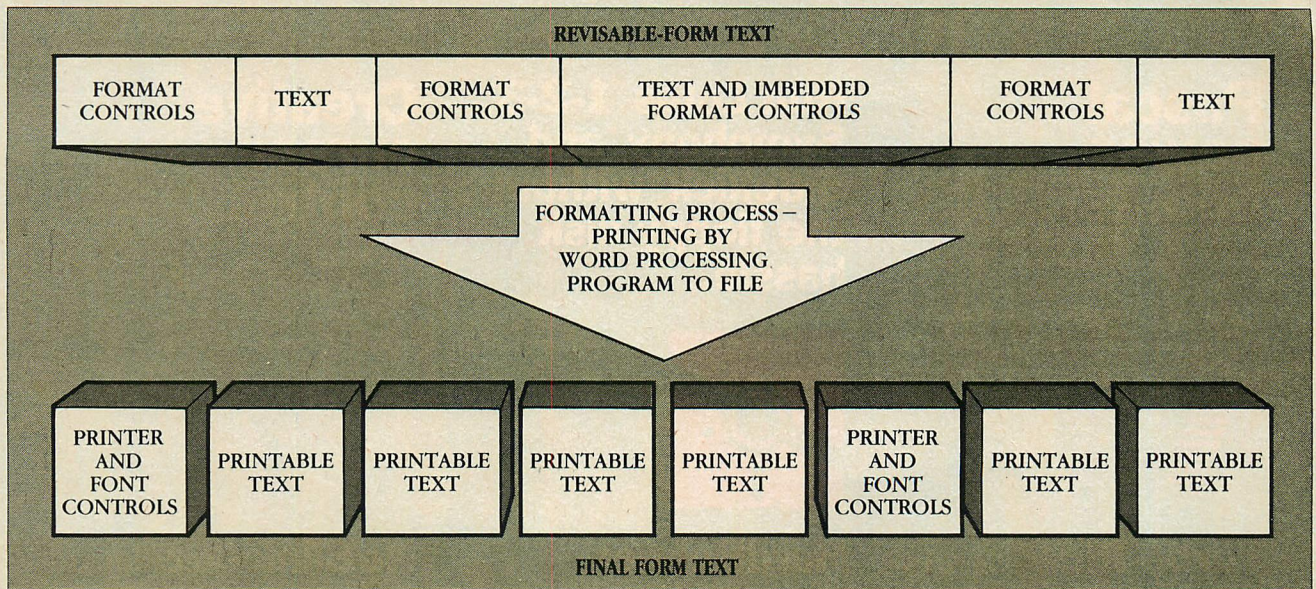 REVISABLE-FORM TEXT
FORMAT
CONTROLS
TEXT
FORMAT
CONTROLS
TEXT AND IMBEDDED
FORMAT CONTROLS
FORMAT
CONTROLS
TEXT
FORMATTING PROCESS—
PRINTING BY
WORD PROCESSING
PROGRAM TO FILE
PRINTER
AND
FONT
CONTROLS
PRINTABLE
TEXT
PRINTABLE
TEXT
PRINTABLE
TEXT
PRINTABLE
TEXT
PRINTER
AND
FONT
CONTROLS
PRINTABLE
TEXT
PRINTABLE
TEXT
FINAL FORM TEXT